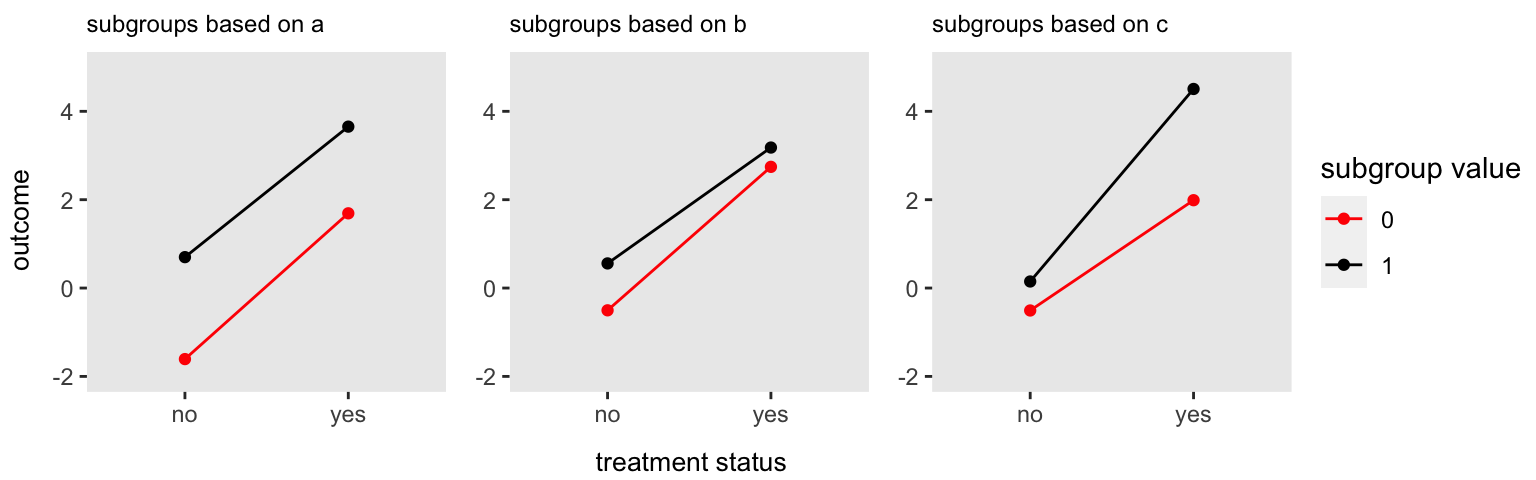 subgroups based on a
subgroups based on b
subgroups based on c
outcome
4
2
0
-2
no yes
4
2
0
-2
no yes
4
2
0
-2
no yes
treatment status
subgroup value
0
1